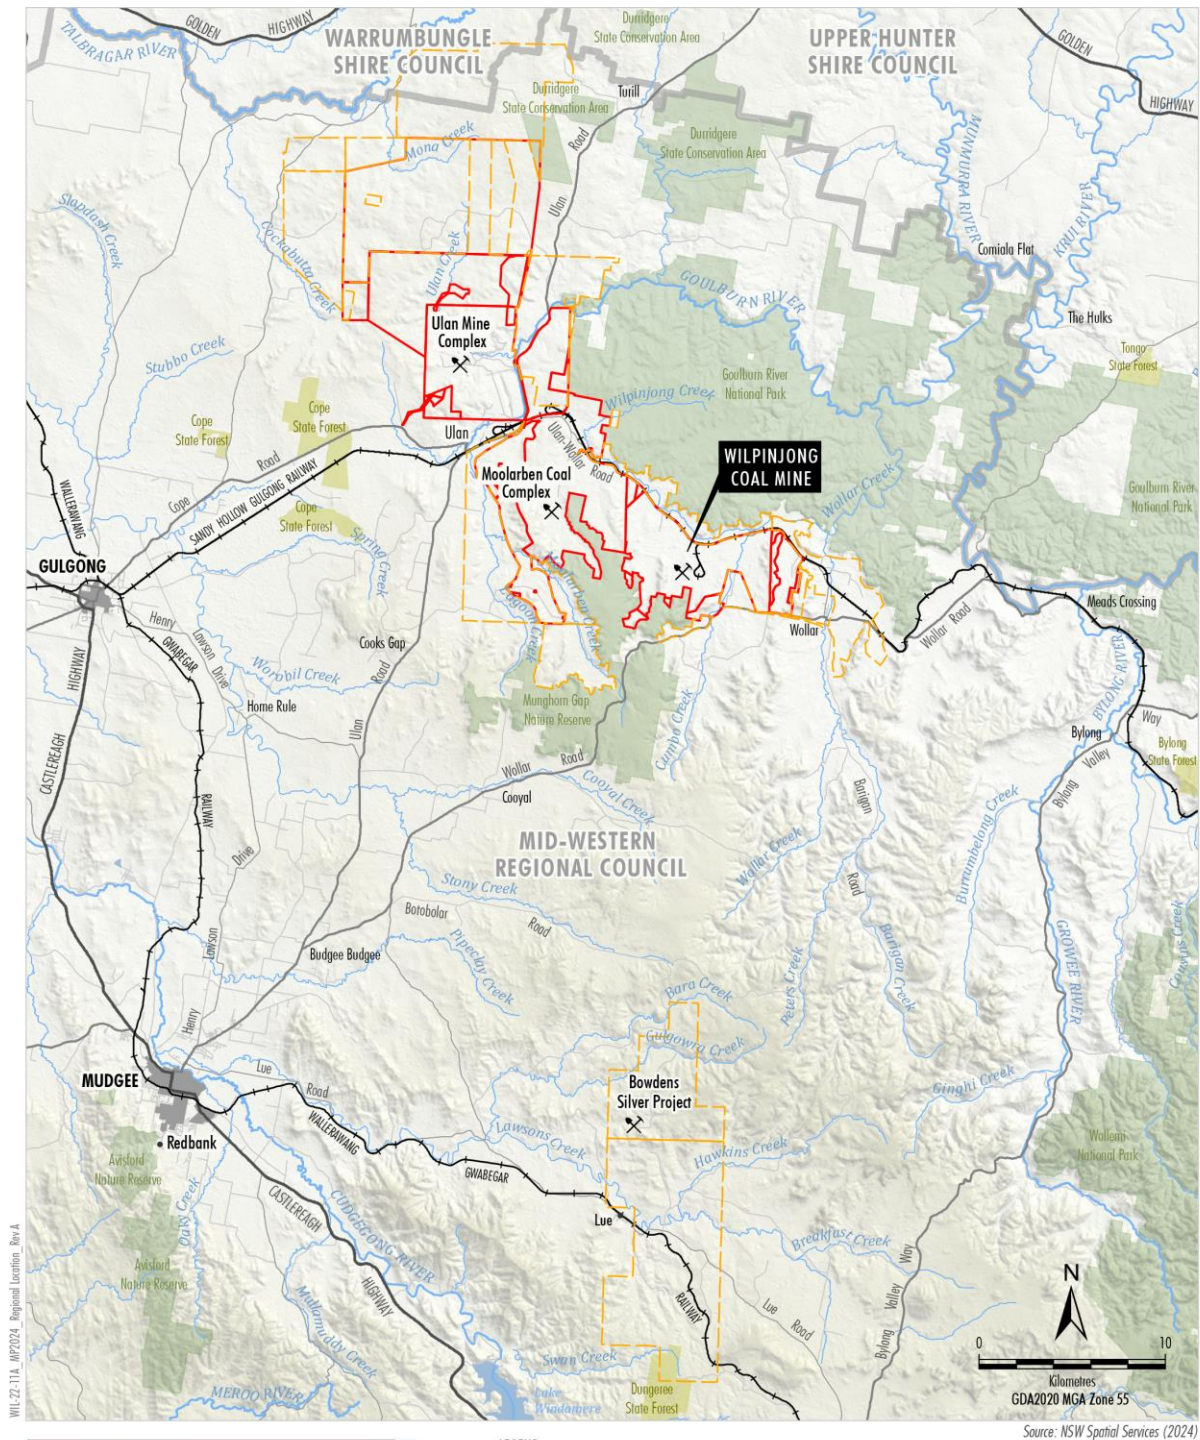 GOLDEN
HIGHWAY
TALBRAGAR RIVER
WARRUMBUNGLE
SHIRE COUNCIL
Durridgere
State Conservation Area
UPPER HUNTER
SHIRE COUNCIL
GOLDEN
HIGHWAY
Turill
Durridgere
State Conservation Area
Durridgere
State Conservation Area
Mona Creek
Road
Ulan
MUNMURRA RIVER
KRUI RIVER
Slapdash Creek
Cockabutta Creek
Ulan Creek
Comiala Flat
GOULBURN RIVER
The Hulks
Ulan Mine
Complex
Stubbo Creek
Tongo
State Forest
Goulburn River
National Park
Wilpinjong Creek
Cope
State Forest
Cope
State Forest
Ulan
Ulan-Wollar Road
WILPINJONG
COAL MINE
Cope Road
SANDY HOLLOW GULGONG RAILWAY
Moolarben Coal
Complex
Wollar Creek
Goulburn River
National Park
WALLERAWANG
Cope
State Forest
Spring Creek
GULGONG
Moolarben Creek
Lagoon Creek
Meads Crossing
Henry
Lawson
Drive
GWABEGAR
RAILWAY
Cooks Gap
Wollar
Wollar Road
HIGHWAY
CASTLEREAGH
Worobil Creek
Home Rule
Ulan
Road
Munghorn Gap
Nature Reserve
Cumbo Creek
BYLONG RIVER
Bylong
Way
Bylong
State Forest
Bylong
Valley
Wollar
Road
Cooyal
Cooyal Creek
MID-WESTERN
REGIONAL COUNCIL
Barigan
Road
Burrumbelong Creek
Wollar Creek
Drive
Stony Creek
Botobolar
Road
Lawson
Budgee Budgee
Pipeclay Creek
Barigan Creek
Peters Creek
GROWEE RIVER
Bara Creek
Henry
Gulgowra Creek
Lue
Road
MUDGEE
Bowdens
Silver Project
Ginghi Creek
WALLERAWANG
GWABEGAR
RAILWAY
Redbank
Lawsons Creek
Hawkins Creek
Wollemi
National Park
Avisford
Nature Reserve
Oaky Creek
CASTLEREAGH
HIGHWAY
CUDGEGONG RIVER
Lue
Breakfast Creek
Avisford
Nature Reserve
Mullamuddy Creek
Lue
Road
Bylong
Valley
Way
MEROO RIVER
Swan Creek
Lake
Windamere
Dungeree
State Forest
N
0
10
Kilometres
GDA2020 MGA Zone 55
WIL-22-11A_MP2024_Regional Location_Rev A
Source: NSW Spatial Services (2024)